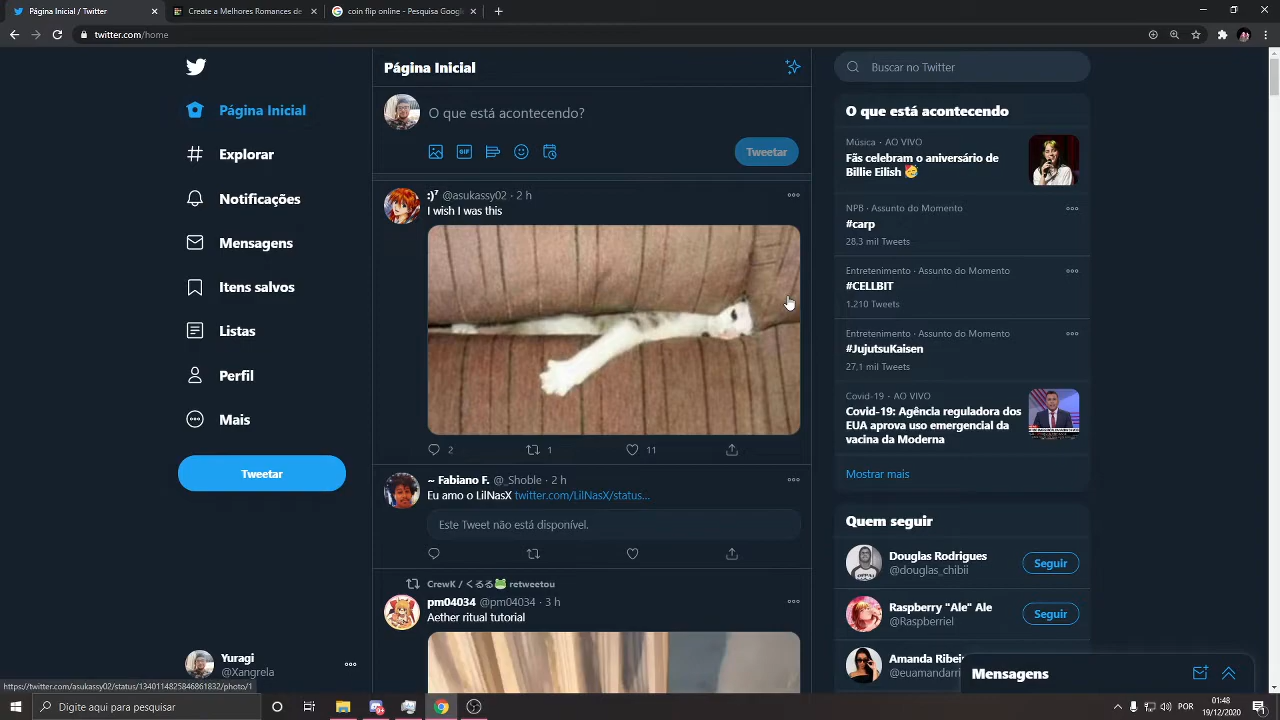 Página Inicial / Twitter
Create a Melhores Romances de
coin flip online - Pesquisa Googl
twitter.com/home
Página Inicial
Explorar
Notificações
Mensagens
Itens salvos
Listas
Perfil
Mais
Tweetar
Yuragi
@Xangrela
Página Inicial
O que está acontecendo?
GIF
Tweetar
:)⁷ @asukassy02 · 2 h
I wish I was this
2
1
11
~ Fabiano F. @_Shoble · 2 h
Eu amo o LilNasX twitter.com/LilNasX/status...
Este Tweet não está disponível.
CrewK / くるる🐸 retweetou
pm04034 @pm04034 · 3 h
Aether ritual tutorial
Buscar no Twitter
O que está acontecendo
Música · AO VIVO
Fãs celebram o aniversário de
Billie Eilish 🥳
NPB · Assunto do Momento
#carp
28,3 mil Tweets
Entretenimento · Assunto do Momento
#CELLBIT
1.210 Tweets
Entretenimento · Assunto do Momento
#JujutsuKaisen
27,1 mil Tweets
Covid-19 · AO VIVO
Covid-19: Agência reguladora dos
EUA aprova uso emergencial da
vacina da Moderna
Mostrar mais
Quem seguir
Douglas Rodrigues
@douglas_chibii
Seguir
Raspberry "Ale" Ale
@Raspberriel
Seguir
Amanda Ribeir
@euamandarri
Mensagens
https://twitter.com/asukassy02/status/1340114825846861832/photo/1
Digite aqui para pesquisar
POR
01:48
19/12/2020